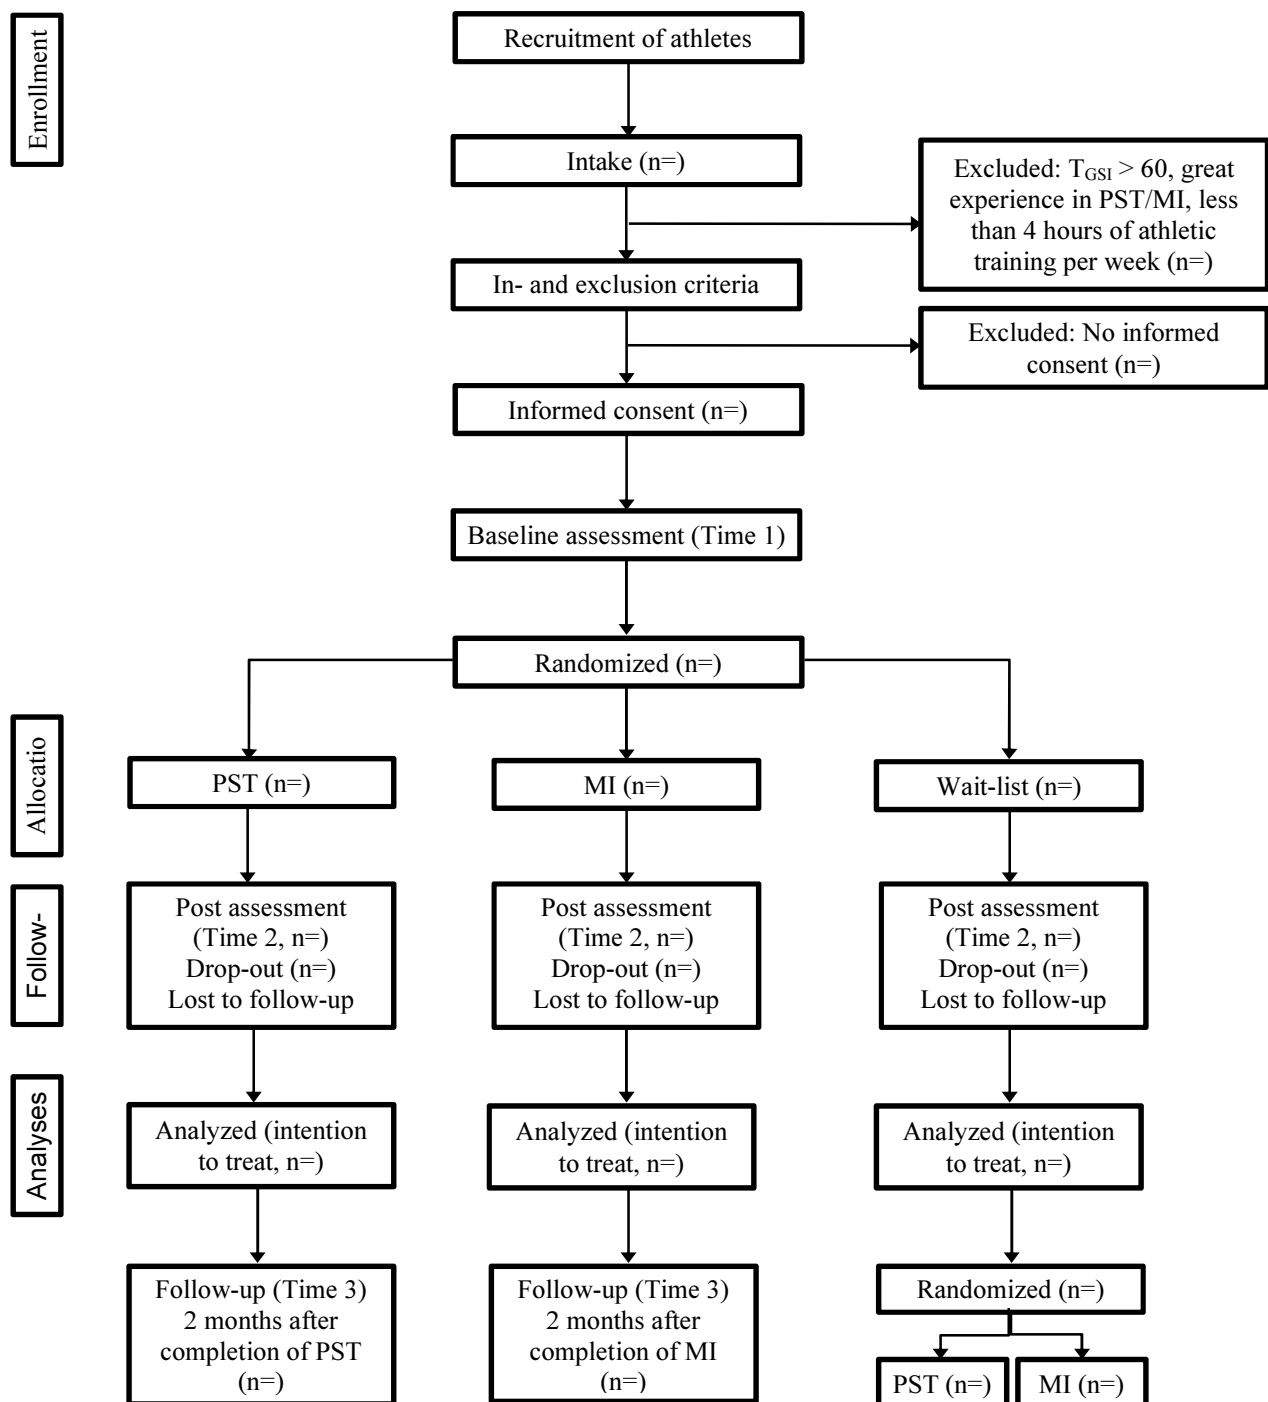 Enrollment
Recruitment of athletes
Intake (n=)
Excluded: TGSI > 60, great
experience in PST/MI, less
than 4 hours of athletic
training per week (n=)
In- and exclusion criteria
Excluded: No informed
consent (n=)
Informed consent (n=)
Baseline assessment (Time 1)
Randomized (n=)
Allocatio
PST (n=)
MI (n=)
Wait-list (n=)
Follow-
Post assessment
(Time 2, n=)
Drop-out (n=)
Lost to follow-up
Post assessment
(Time 2, n=)
Drop-out (n=)
Lost to follow-up
Post assessment
(Time 2, n=)
Drop-out (n=)
Lost to follow-up
Analyses
Analyzed (intention
to treat, n=)
Analyzed (intention
to treat, n=)
Analyzed (intention
to treat, n=)
Follow-up (Time 3)
2 months after
completion of PST
(n=)
Follow-up (Time 3)
2 months after
completion of MI
(n=)
Randomized (n=)
PST (n=)
MI (n=)